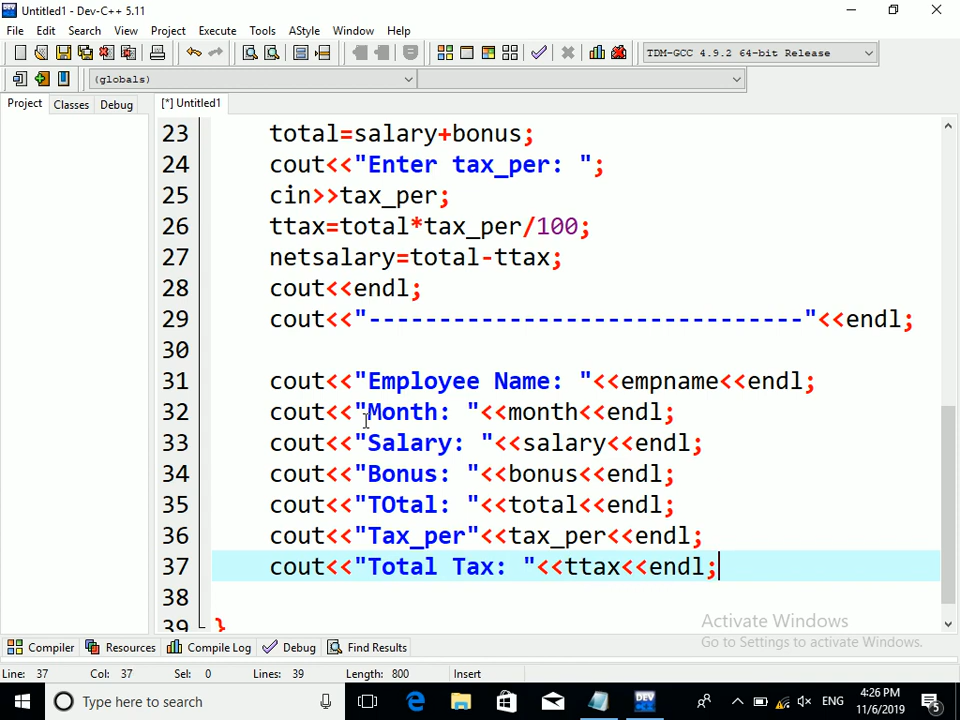 Untitled1 - Dev-C++ 5.11
File Edit Search View Project Execute Tools AStyle Window Help
TDM-GCC 4.9.2 64-bit Release
(globals)
Project Classes Debug [*] Untitled1
23 total=salary+bonus;
24 cout<<"Enter tax_per: ";
25 cin>>tax_per;
26 ttax=total*tax_per/100;
27 netsalary=total-ttax;
28 cout<<endl;
29 cout<<"-------------------------------"<<endl;
30
31 cout<<"Employee Name: "<<empname<<endl;
32 cout<<"Month: "<<month<<endl;
33 cout<<"Salary: "<<salary<<endl;
34 cout<<"Bonus: "<<bonus<<endl;
35 cout<<"TOtal: "<<total<<endl;
36 cout<<"Tax_per"<<tax_per<<endl;
37 cout<<"Total Tax: "<<ttax<<endl;
38
39 }
Activate Windows
Go to Settings to activate Windows.
Compiler Resources Compile Log Debug Find Results
Line: 37 Col: 37 Sel: 0 Lines: 39 Length: 800 Insert
Type here to search ENG 4:26 PM
11/6/2019 5